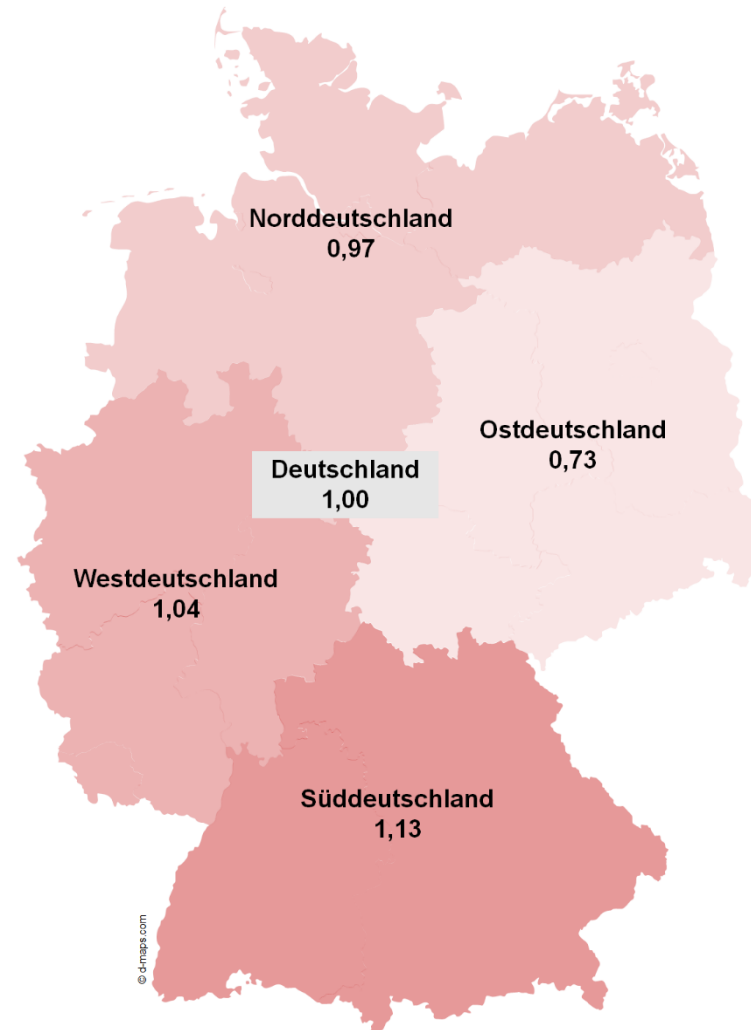 Norddeutschland
0,97
Ostdeutschland
0,73
Deutschland
1,00
Westdeutschland
1,04
Süddeutschland
1,13
© d-maps.com